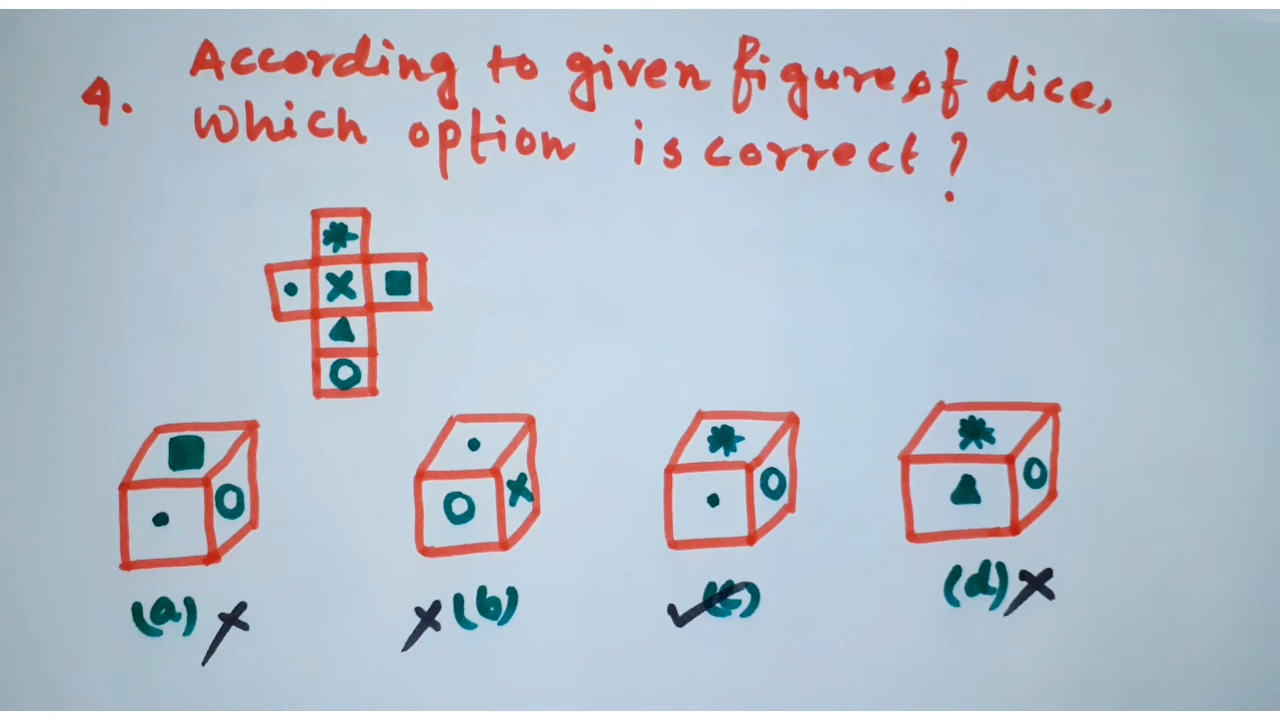 4. According to given figure,of dice,
which option is correct?
(a) (b) (c) (d)